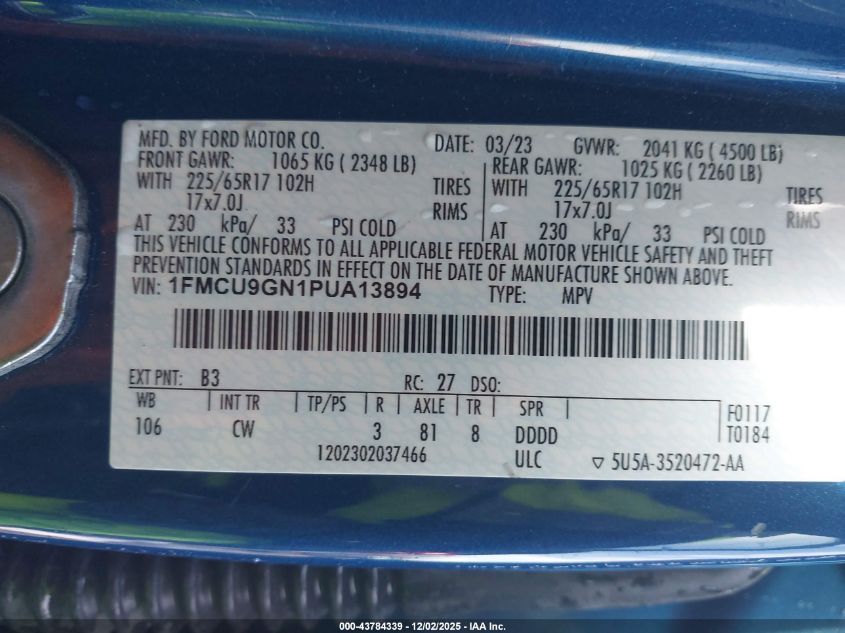 MFD. BY FORD MOTOR CO. DATE: 03/23 GVWR: 2041 KG ( 4500 LB)
FRONT GAWR: 1065 KG ( 2348 LB) REAR GAWR: 1025 KG ( 2260 LB)
WITH 225/65R17 102H TIRES WITH 225/65R17 102H TIRES
17x7.0J RIMS 17x7.0J RIMS
AT 230 kPa/ 33 PSI COLD AT 230 kPa/ 33 PSI COLD
THIS VEHICLE CONFORMS TO ALL APPLICABLE FEDERAL MOTOR VEHICLE SAFETY AND THEFT
PREVENTION STANDARDS IN EFFECT ON THE DATE OF MANUFACTURE SHOWN ABOVE.
VIN: 1FMCU9GN1PUA13894 TYPE: MPV
EXT PNT: B3 RC: 27 DSO:
WB INT TR TP/PS R AXLE TR SPR F0117
106 CW 3 81 8 DDDD T0184
1202302037466 ULC ▽ 5U5A-3520472-AA
000-43784339 - 12/02/2025 - IAA Inc.